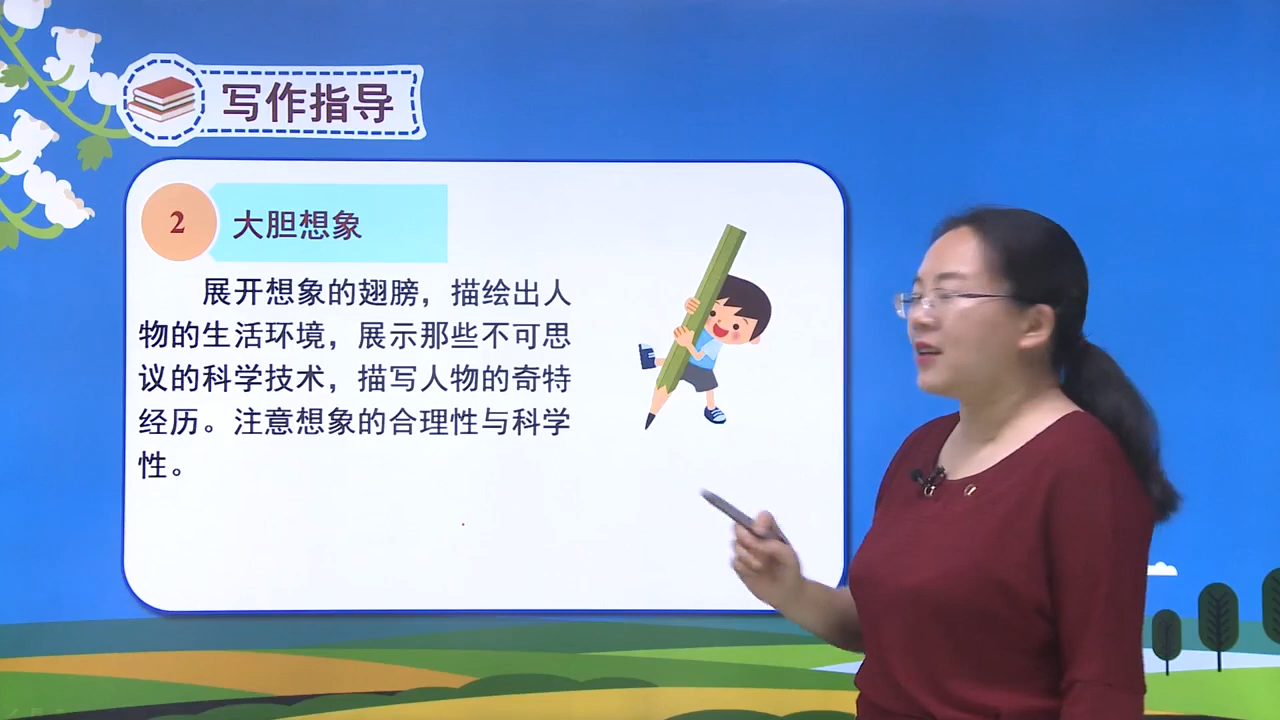 写作指导
2
大胆想象
展开想象的翅膀，描绘出人
物的生活环境，展示那些不可思
议的科学技术，描写人物的奇特
经历。注意想象的合理性与科学
性。